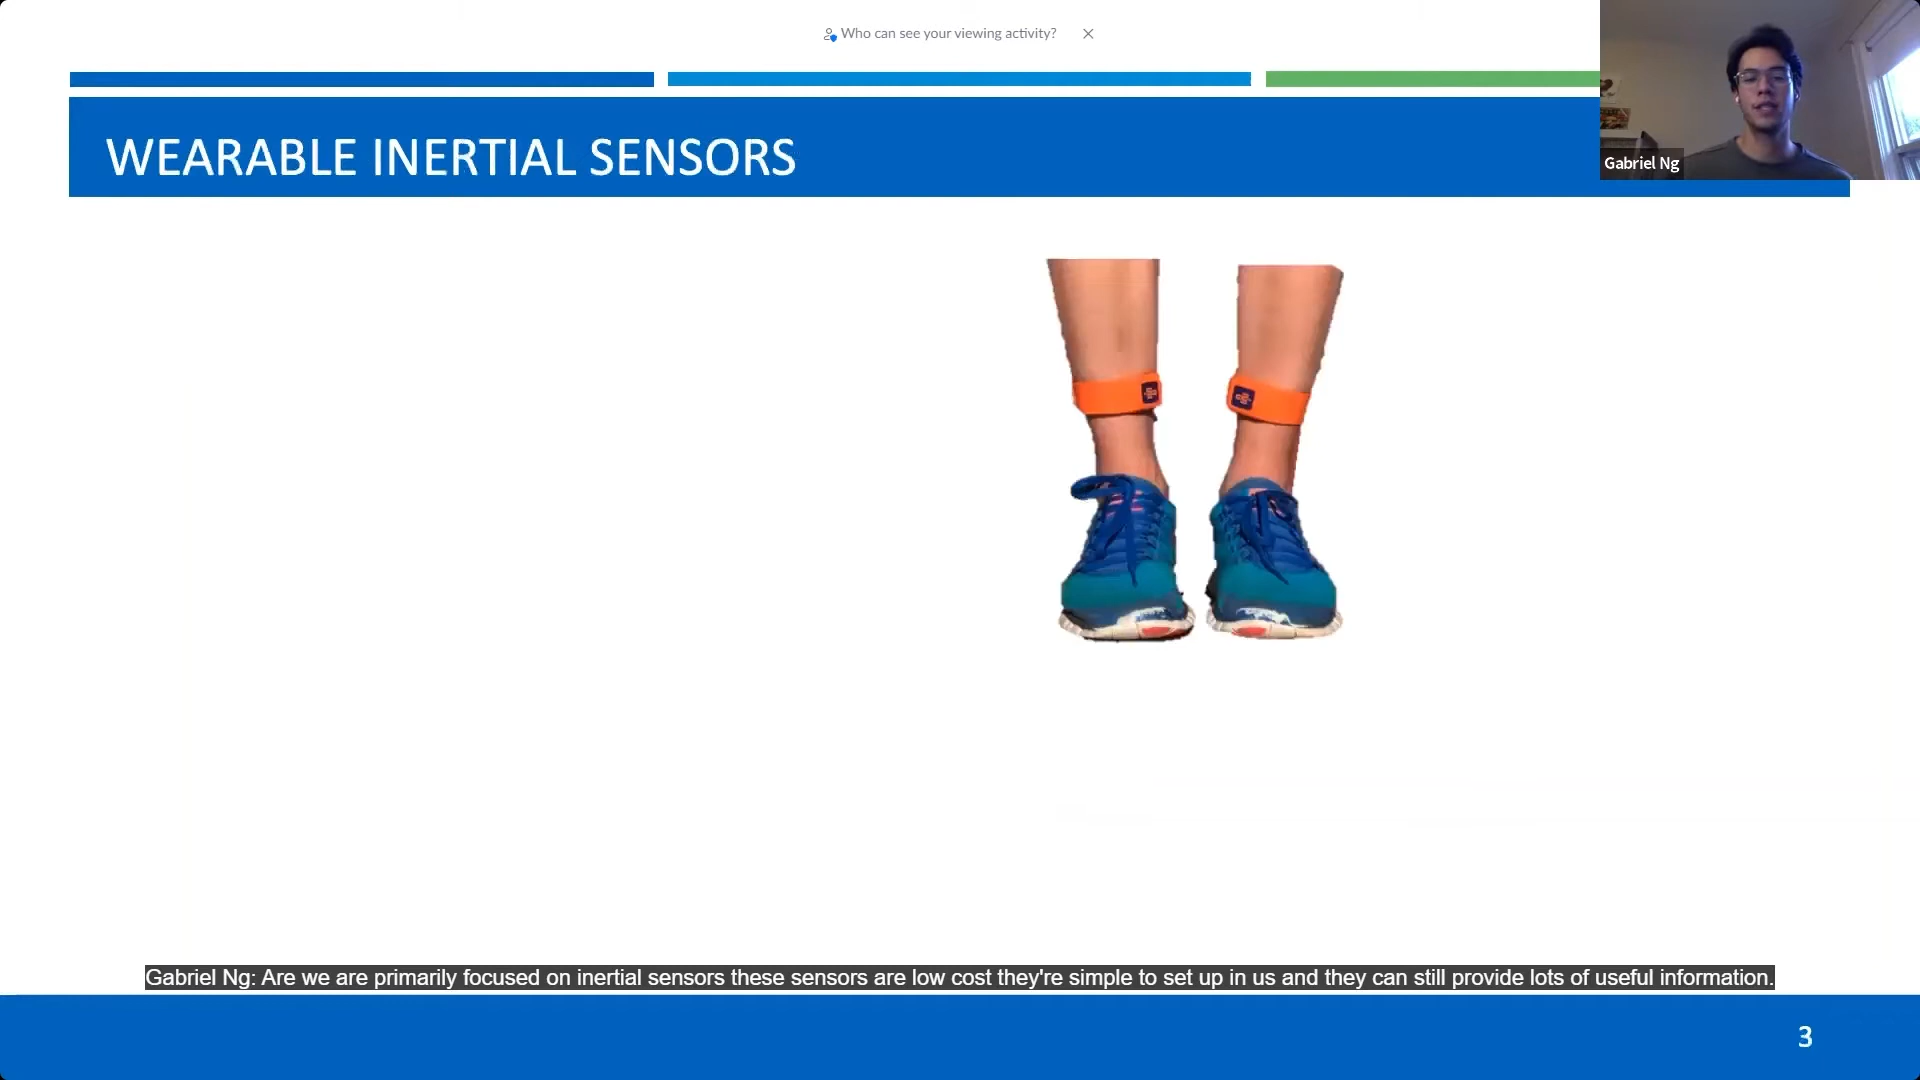 Who can see your viewing activity?
WEARABLE INERTIAL SENSORS
Gabriel Ng
Gabriel Ng: Are we are primarily focused on inertial sensors these sensors are low cost they're simple to set up in us and they can still provide lots of useful information.
3